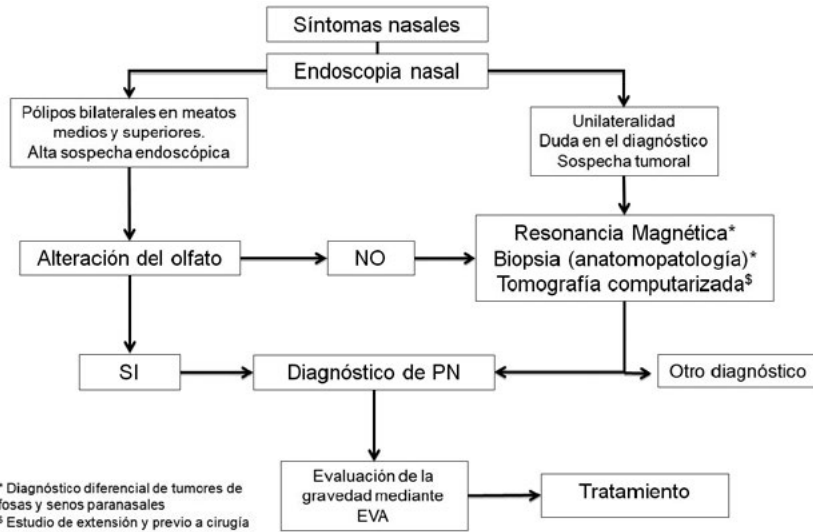 Síntomas nasales
Endoscopia nasal
Pólipos bilaterales en meatos
medios y superiores.
Alta sospecha endoscópica
Unilateralidad
Duda en el diagnóstico
Sospecha tumoral
Alteración del olfato
NO
Resonancia Magnética*
Biopsia (anatomopatología)*
Tomografía computarizada$
SI
Diagnóstico de PN
Otro diagnóstico
Evaluación de la
gravedad mediante
EVA
Tratamiento
* Diagnóstico diferencial de tumores de
fosas y senos paranasales
$ Estudio de extensión y previo a cirugía